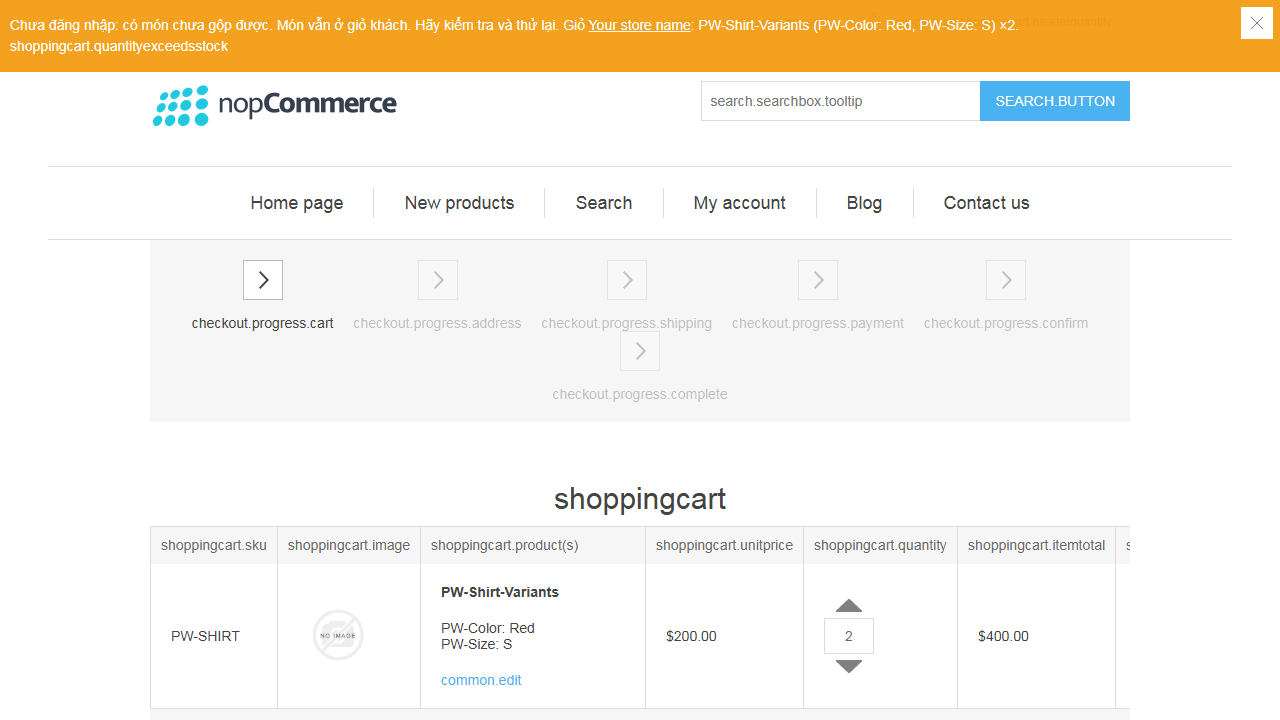 Chưa đăng nhập: có món chưa gộp được. Món vẫn ở giỏ khách. Hãy kiểm tra và thử lại. Giỏ Your store name: PW-Shirt-Variants (PW-Color: Red, PW-Size: S) ×2.
shoppingcart.quantityexceedsstock
nopCommerce
search.searchbox.tooltip
SEARCH.BUTTON
Home page
New products
Search
My account
Blog
Contact us
checkout.progress.cart
checkout.progress.address
checkout.progress.shipping
checkout.progress.payment
checkout.progress.confirm
checkout.progress.complete
shoppingcart
shoppingcart.sku shoppingcart.image shoppingcart.product(s) shoppingcart.unitprice shoppingcart.quantity shoppingcart.itemtotal
PW-SHIRT
NO IMAGE
PW-Shirt-Variants
PW-Color: Red
PW-Size: S
common.edit
$200.00
2
$400.00